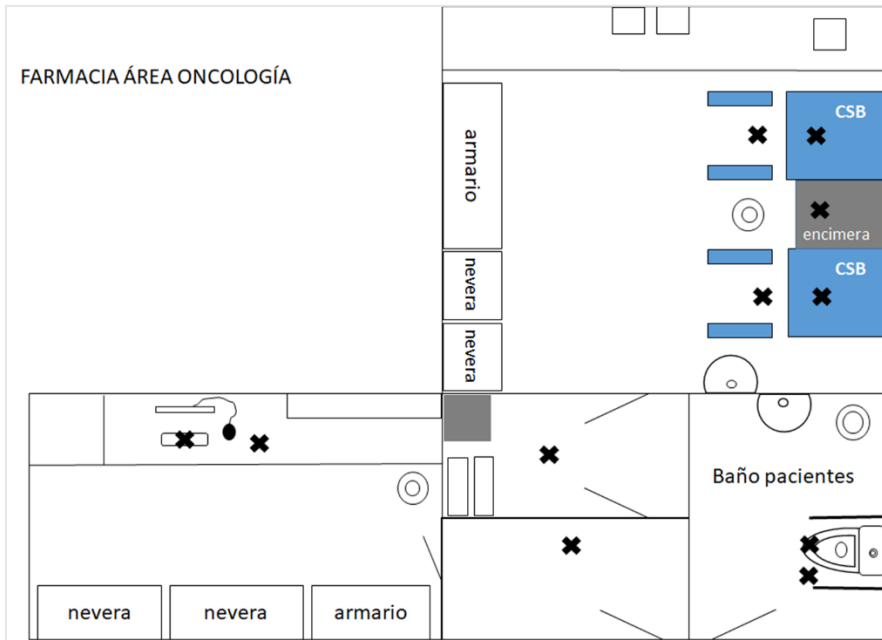 FARMACIA ÁREA ONCOLOGÍA
CSB
armario
encimera
nevera
CSB
nevera
Baño pacientes
nevera
nevera
armario